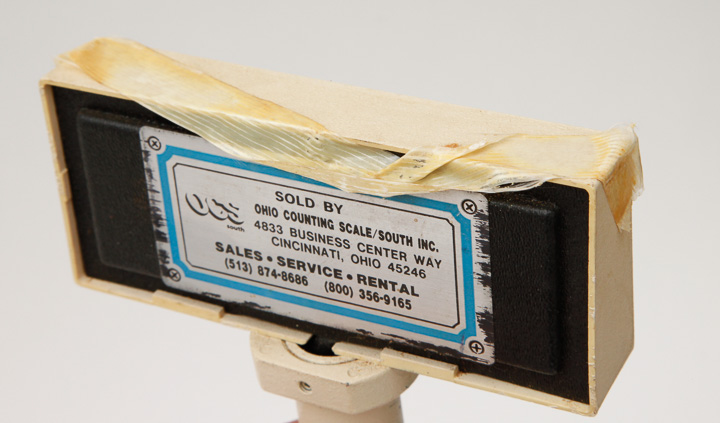 SOLD BY
ocs
south
OHIO COUNTING SCALE/SOUTH INC.
4833 BUSINESS CENTER WAY
CINCINNATI, OHIO 45246
SALES • SERVICE • RENTAL
(513) 874-8686 (800) 356-9165